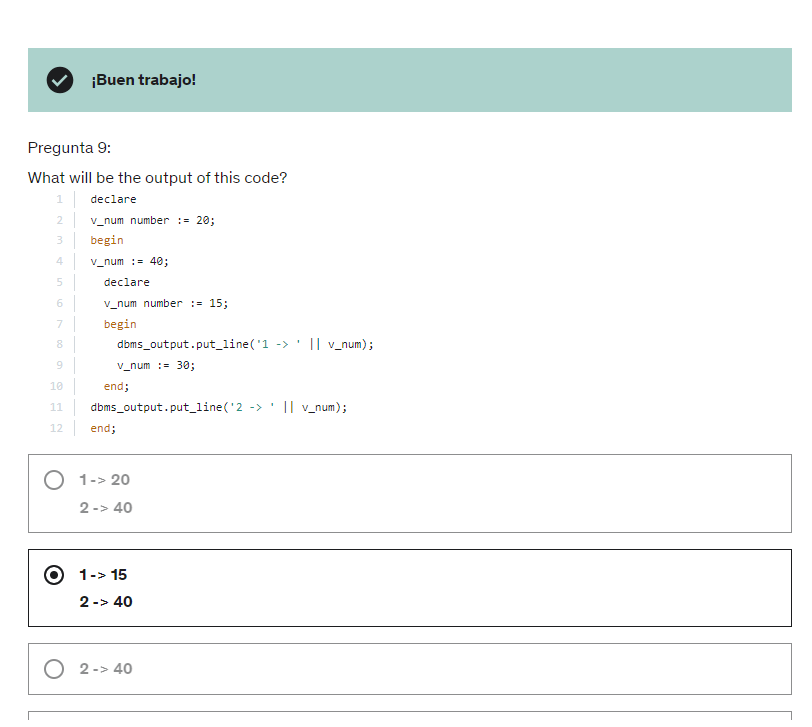 ¡Buen trabajo!
Pregunta 9:
What will be the output of this code?
1 declare
2 v_num number := 20;
3 begin
4 v_num := 40;
5 declare
6 v_num number := 15;
7 begin
8 dbms_output.put_line('1 -> ' || v_num);
9 v_num := 30;
10 end;
11 dbms_output.put_line('2 -> ' || v_num);
12 end;
1 -> 20
2 -> 40
1 -> 15
2 -> 40
2 -> 40